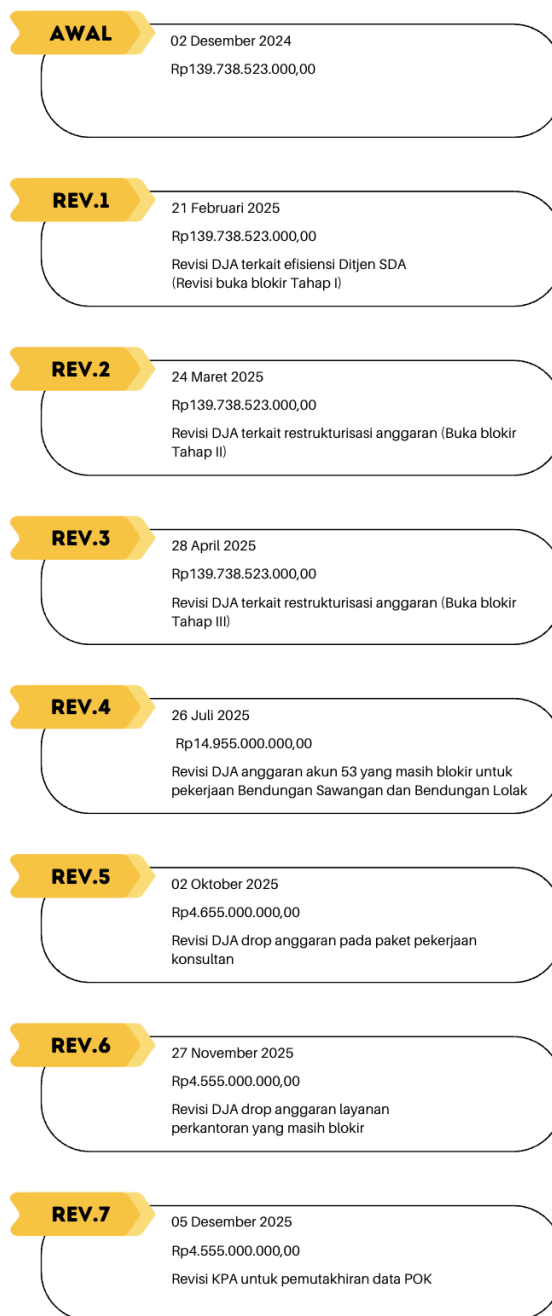 AWAL
02 Desember 2024
Rp139.738.523.000,00
REV.1
21 Februari 2025
Rp139.738.523.000,00
Revisi DJA terkait efisiensi Ditjen SDA
(Revisi buka blokir Tahap I)
REV.2
24 Maret 2025
Rp139.738.523.000,00
Revisi DJA terkait restrukturisasi anggaran (Buka blokir
Tahap II)
REV.3
28 April 2025
Rp139.738.523.000,00
Revisi DJA terkait restrukturisasi anggaran (Buka blokir
Tahap III)
REV.4
26 Juli 2025
Rp14.955.000.000,00
Revisi DJA anggaran akun 53 yang masih blokir untuk
pekerjaan Bendungan Sawangan dan Bendungan Lolak
REV.5
02 Oktober 2025
Rp4.655.000.000,00
Revisi DJA drop anggaran pada paket pekerjaan
konsultan
REV.6
27 November 2025
Rp4.555.000.000,00
Revisi DJA drop anggaran layanan
perkantoran yang masih blokir
REV.7
05 Desember 2025
Rp4.555.000.000,00
Revisi KPA untuk pemutakhiran data POK